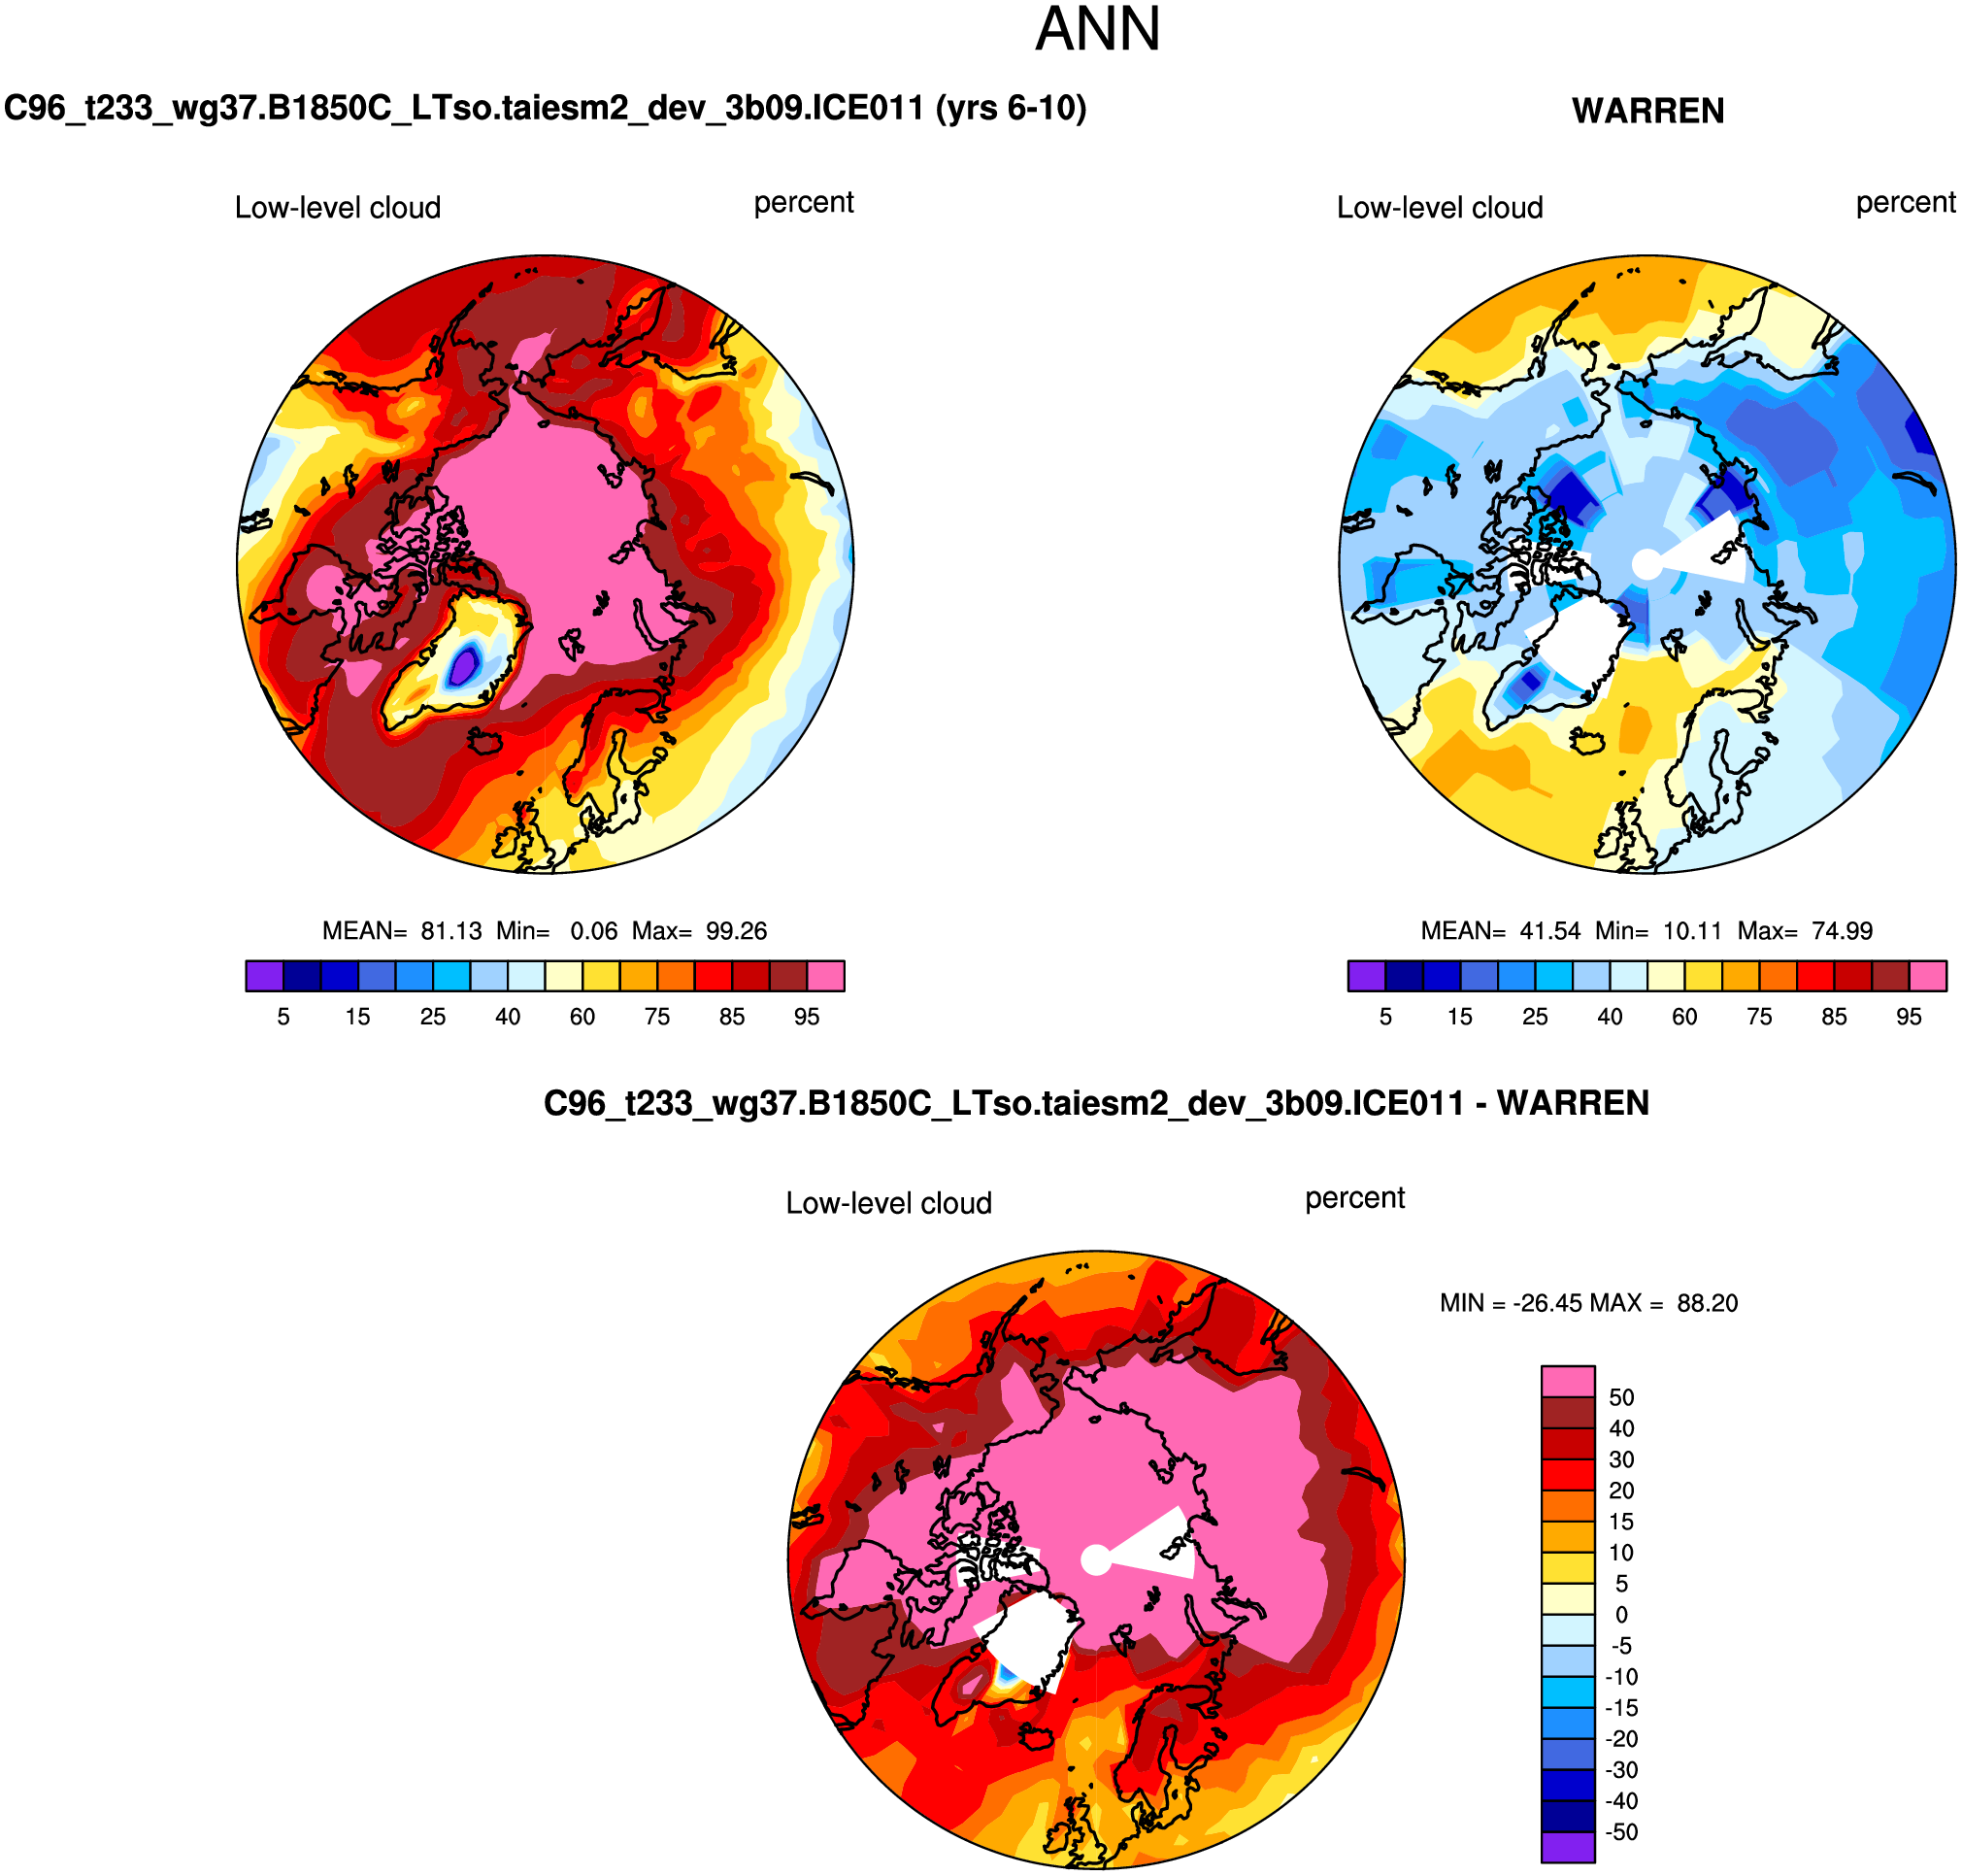 ANN
C96_t233_wg37.B1850C_LTso.taiesm2_dev_3b09.ICE011 (yrs 6-10)
WARREN
Low-level cloud percent
Low-level cloud percent
MEAN= 81.13 Min= 0.06 Max= 99.26
MEAN= 41.54 Min= 10.11 Max= 74.99
5 15 25 40 60 75 85 95
5 15 25 40 60 75 85 95
C96_t233_wg37.B1850C_LTso.taiesm2_dev_3b09.ICE011 - WARREN
Low-level cloud percent
MIN = -26.45 MAX = 88.20
50
40
30
20
15
10
5
0
-5
-10
-15
-20
-30
-40
-50